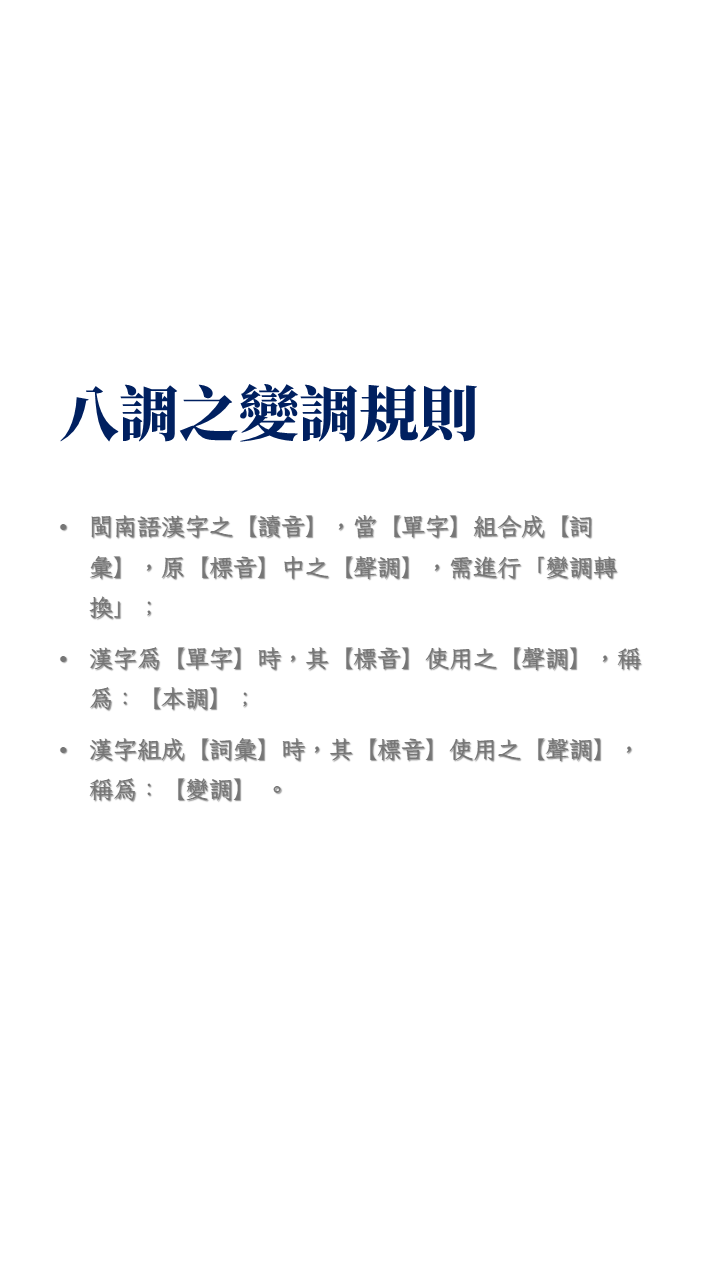 八調之變調規則
• 閩南語漢字之【讀音】，當【單字】組合成【詞
彙】，原【標音】中之【聲調】，需進行「變調轉
換」；
• 漢字為【單字】時，其【標音】使用之【聲調】，稱
為：【本調】；
• 漢字組成【詞彙】時，其【標音】使用之【聲調】，
稱為：【變調】 。